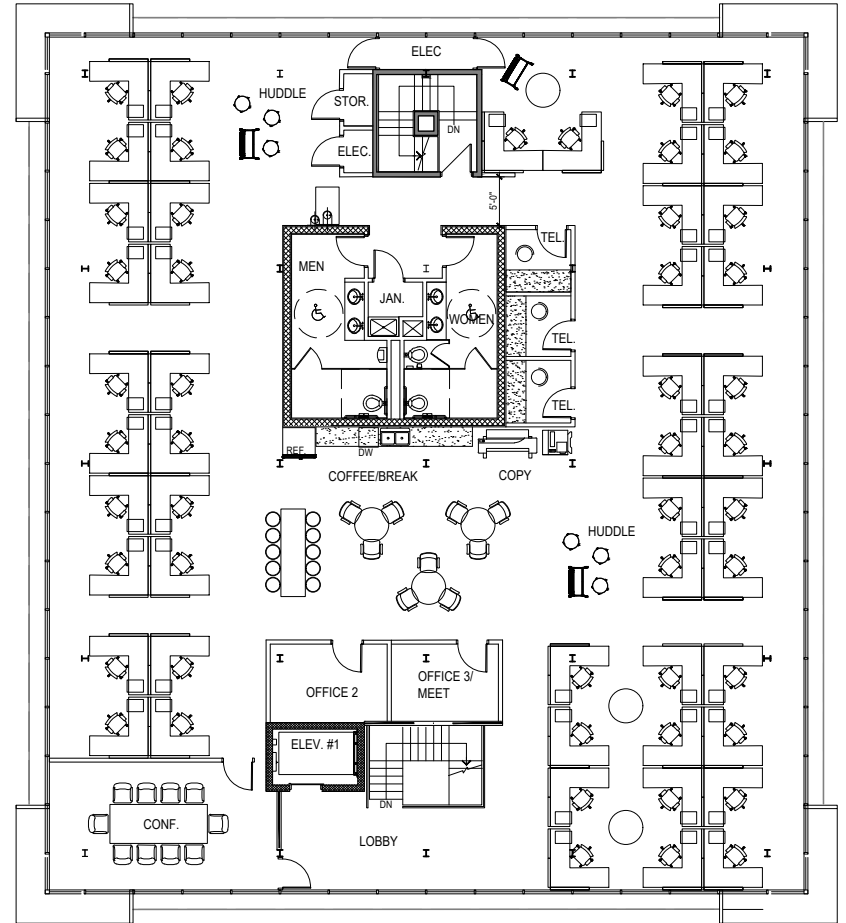 ELEC
HUDDLE
STOR.
DN
ELEC.
5'-0"
TEL.
MEN
JAN.
WOMEN
TEL.
TEL.
REF.
DW
COFFEE/BREAK
COPY
HUDDLE
OFFICE 2
OFFICE 3/
MEET
ELEV. #1
DN
CONF.
LOBBY